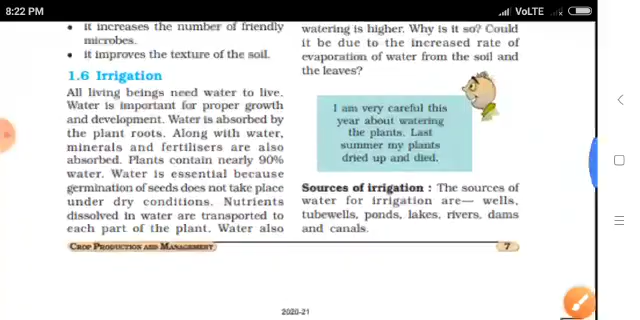 8:22 PM
VoLTE
it increases the number of friendly
microbes.
it improves the texture of the soil.
1.6 Irrigation
All living beings need water to live.
Water is important for proper growth
and development. Water is absorbed by
the plant roots. Along with water,
minerals and fertilisers are also
absorbed. Plants contain nearly 90%
water. Water is essential because
germination of seeds does not take place
under dry conditions. Nutrients
dissolved in water are transported to
each part of the plant. Water also
watering is higher. Why is it so? Could
it be due to the increased rate of
evaporation of water from the soil and
the leaves?
I am very careful this
year about watering
the plants. Last
summer my plants
dried up and died.
Sources of irrigation : The sources of
water for irrigation are— wells,
tubewells, ponds, lakes, rivers, dams
and canals.
CROP PRODUCTION AND MANAGEMENT
7
2020-21